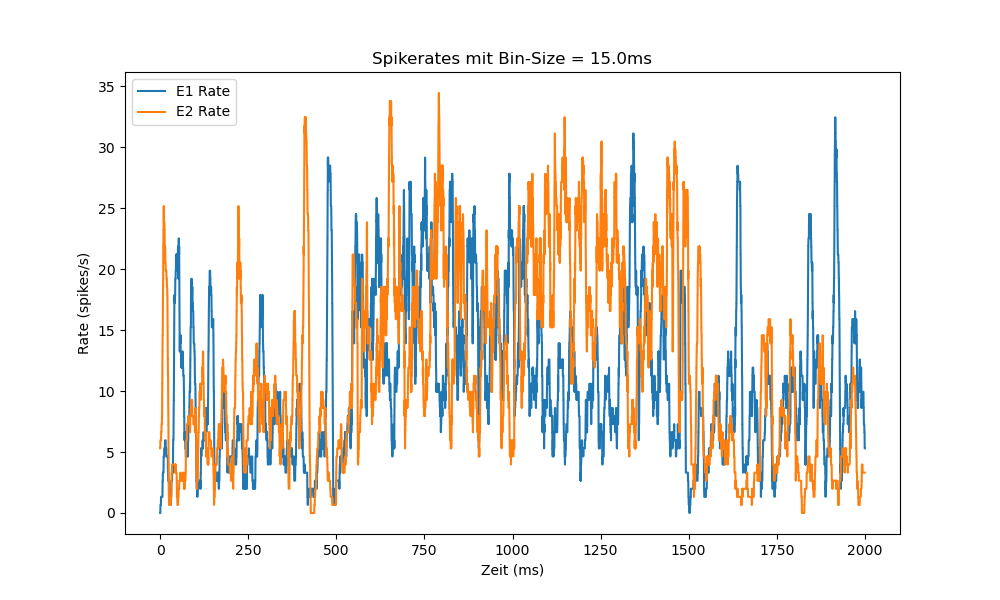 Spikerates mit Bin-Size = 15.0ms
E1 Rate
E2 Rate
35
30
25
20
15
10
5
0
Rate (spikes/s)
0 250 500 750 1000 1250 1500 1750 2000
Zeit (ms)